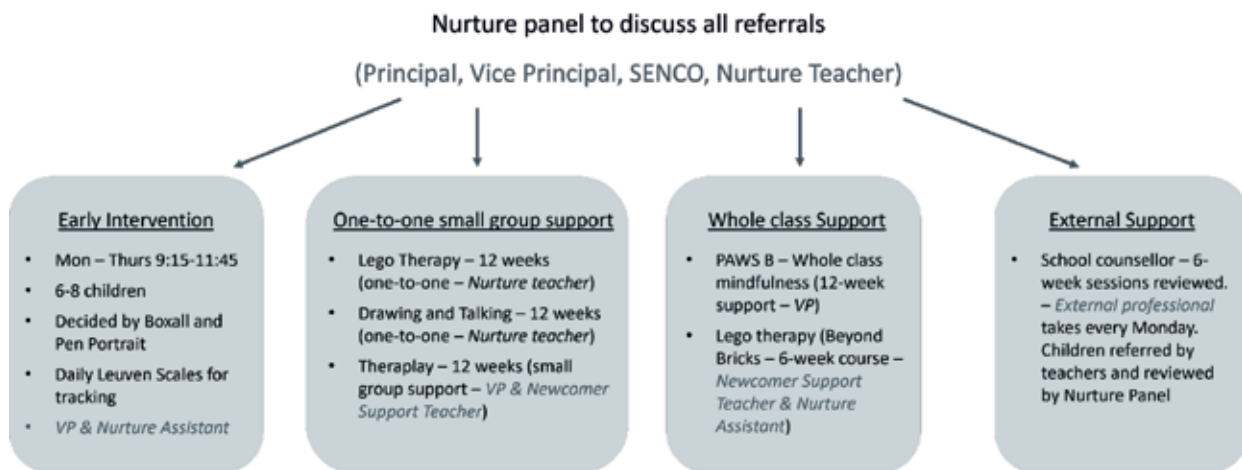 Nurture panel to discuss all referrals
(Principal, Vice Principal, SENCO, Nurture Teacher)
Early Intervention
• Mon – Thurs 9:15-11:45
• 6-8 children
• Decided by Boxall and
Pen Portrait
• Daily Leuven Scales for
tracking
• VP & Nurture Assistant
One-to-one small group support
• Lego Therapy – 12 weeks
(one-to-one – Nurture teacher)
• Drawing and Talking – 12 weeks
(one-to-one – Nurture teacher)
• Theraplay – 12 weeks (small
group support – VP & Newcomer
Support Teacher)
Whole class Support
• PAWS B – Whole class
mindfulness (12-week
support – VP)
• Lego therapy (Beyond
Bricks – 6-week course –
Newcomer Support
Teacher & Nurture
Assistant)
External Support
• School counsellor – 6-
week sessions reviewed.
– External professional
takes every Monday.
Children referred by
teachers and reviewed
by Nurture Panel